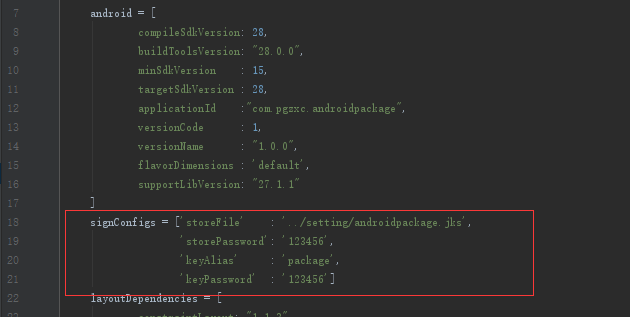 7 android = [
8 compileSdkVersion: 28,
9 buildToolsVersion: "28.0.0",
10 minSdkVersion : 15,
11 targetSdkVersion : 28,
12 applicationId :"com.pgzxc.androidpackage",
13 versionCode : 1,
14 versionName : "1.0.0",
15 flavorDimensions : 'default',
16 supportLibVersion: "27.1.1"
17 ]
18 signConfigs = ['storeFile' : '../setting/androidpackage.jks',
19 'storePassword': '123456',
20 'keyAlias' : 'package',
21 'keyPassword' : '123456']
22 layoutDependencies = [